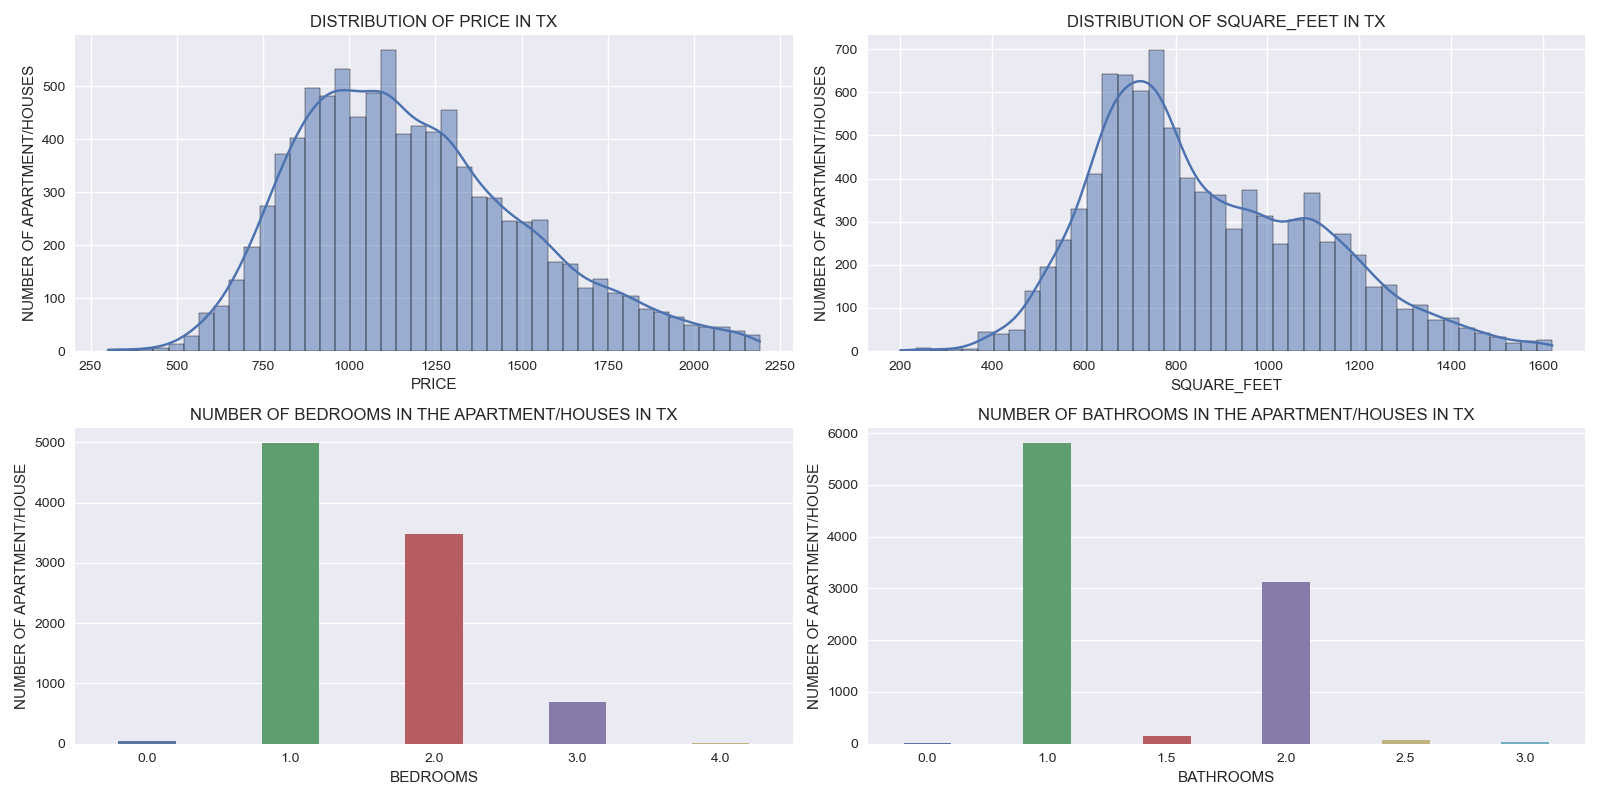 DISTRIBUTION OF PRICE IN TX
NUMBER OF APARTMENT/HOUSES
500
400
300
200
100
0
250 500 750 1000 1250 1500 1750 2000 2250
PRICE
DISTRIBUTION OF SQUARE_FEET IN TX
NUMBER OF APARTMENT/HOUSES
700
600
500
400
300
200
100
0
200 400 600 800 1000 1200 1400 1600
SQUARE_FEET
NUMBER OF BEDROOMS IN THE APARTMENT/HOUSES IN TX
NUMBER OF APARTMENT/HOUSE
5000
4000
3000
2000
1000
0
0.0 1.0 2.0 3.0 4.0
BEDROOMS
NUMBER OF BATHROOMS IN THE APARTMENT/HOUSES IN TX
NUMBER OF APARTMENT/HOUSE
6000
5000
4000
3000
2000
1000
0
0.0 1.0 1.5 2.0 2.5 3.0
BATHROOMS